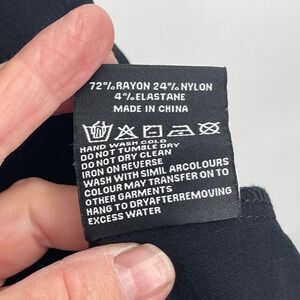 72%RAYON 24%NYLON
4%ELASTANE
MADE IN CHINA
HAND WASH COLD
DO NOT TUMBLE DRY
DO NOT DRY CLEAN
IRON ON REVERSE
WASH WITH SIMIL ARCOLOURS
COLOUR MAY TRANSFER ON TO
OTHER GARMENTS
HANG TO DRYAFTERREMOVING
EXCESS WATER